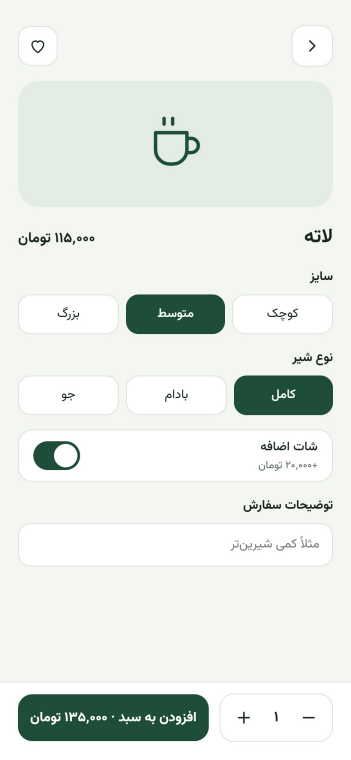 لاته
۱۱۵,۰۰۰ تومان
سایز
کوچک
متوسط
بزرگ
نوع شیر
کامل
بادام
جو
شات اضافه
+۲۰,۰۰۰ تومان
توضیحات سفارش
مثلاً کمی شیرین‌تر
۱
افزودن به سبد · ۱۳۵,۰۰۰ تومان